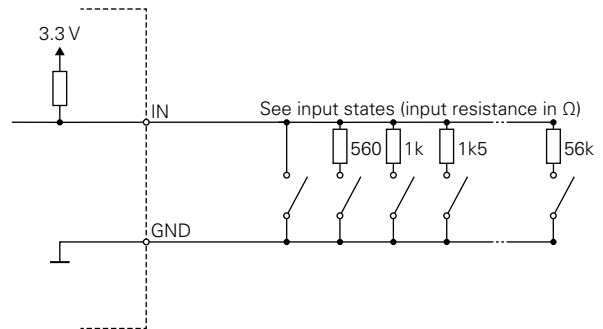 3.3 V
IN
See input states (input resistance in Ω)
560
1k
1k5
56k
GND